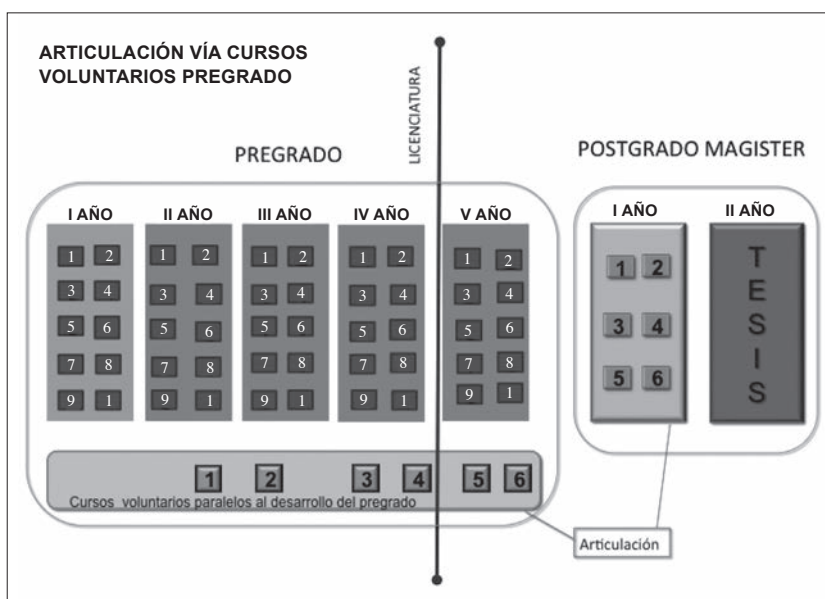 ARTICULACIÓN VÍA CURSOS
VOLUNTARIOS PREGRADO
LICENCIATURA
PREGRADO
POSTGRADO MAGISTER
I AÑO
1 2
3 4
5 6
7 8
9 1
II AÑO
1 2
3 4
5 6
7 8
9 1
III AÑO
1 2
3 4
5 6
7 8
9 1
IV AÑO
1 2
3 4
5 6
7 8
9 1
V AÑO
1 2
3 4
5 6
7 8
9 1
I AÑO
1 2
3 4
5 6
II AÑO
TESIS
1 2 3 4 5 6
Cursos voluntarios paralelos al desarrollo del pregrado
Articulación